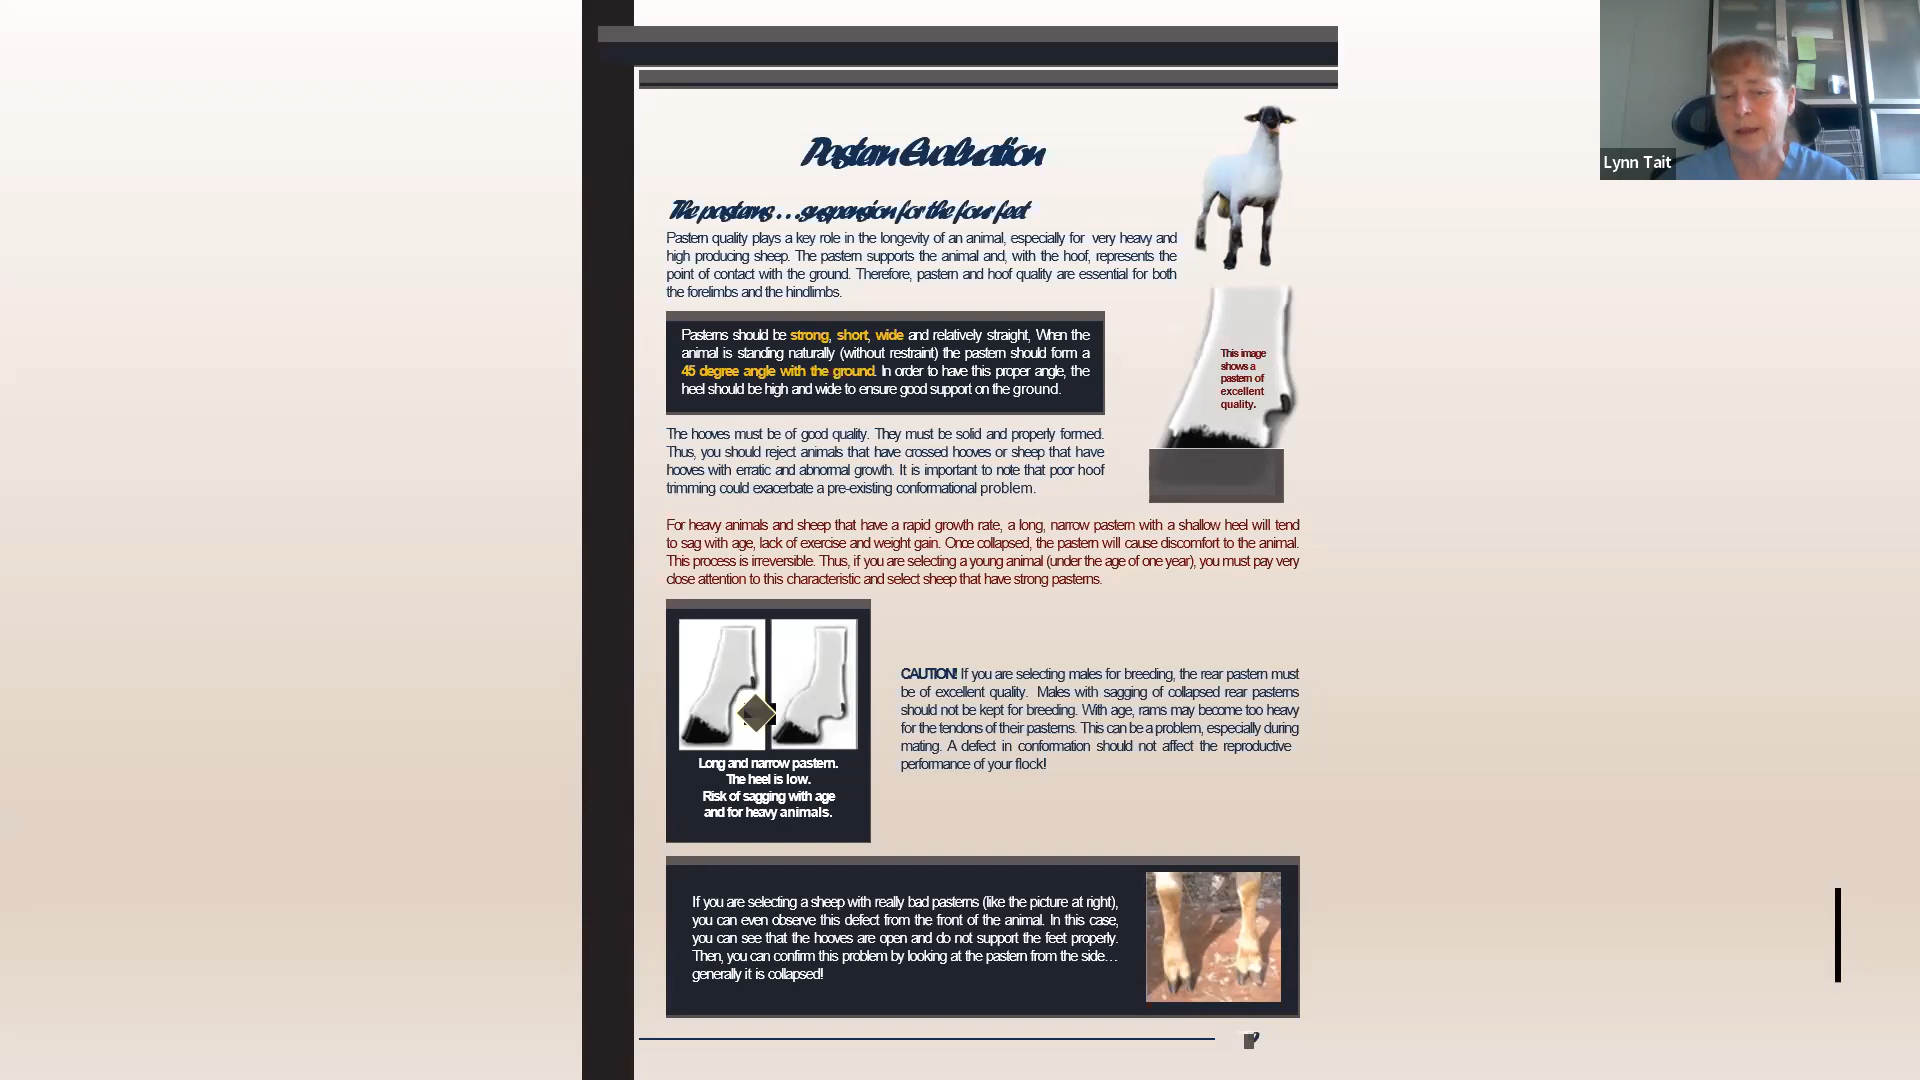 Pastern Evaluation
The pasterns . . . suspension for the four feet
Pastern quality plays a key role in the longevity of an animal, especially for very heavy and
high producing sheep. The pastern supports the animal and, with the hoof, represents the
point of contact with the ground. Therefore, pastern and hoof quality are essential for both
the forelimbs and the hindlimbs.
Pasterns should be strong, short, wide and relatively straight, When the
animal is standing naturally (without restraint) the pastern should form a
45 degree angle with the ground. In order to have this proper angle, the
heel should be high and wide to ensure good support on the ground.
This image
shows a
pastern of
excellent
quality.
The hooves must be of good quality. They must be solid and properly formed.
Thus, you should reject animals that have crossed hooves or sheep that have
hooves with erratic and abnormal growth. It is important to note that poor hoof
trimming could exacerbate a pre-existing conformational problem.
For heavy animals and sheep that have a rapid growth rate, a long, narrow pastern with a shallow heel will tend
to sag with age, lack of exercise and weight gain. Once collapsed, the pastern will cause discomfort to the animal.
This process is irreversible. Thus, if you are selecting a young animal (under the age of one year), you must pay very
close attention to this characteristic and select sheep that have strong pasterns.
Long and narrow pastern.
The heel is low.
Risk of sagging with age
and for heavy animals.
CAUTION! If you are selecting males for breeding, the rear pastern must
be of excellent quality. Males with sagging of collapsed rear pasterns
should not be kept for breeding. With age, rams may become too heavy
for the tendons of their pasterns. This can be a problem, especially during
mating. A defect in conformation should not affect the reproductive
performance of your flock!
If you are selecting a sheep with really bad pasterns (like the picture at right),
you can even observe this defect from the front of the animal. In this case,
you can see that the hooves are open and do not support the feet properly.
Then, you can confirm this problem by looking at the pastern from the side…
generally it is collapsed!
Lynn Tait